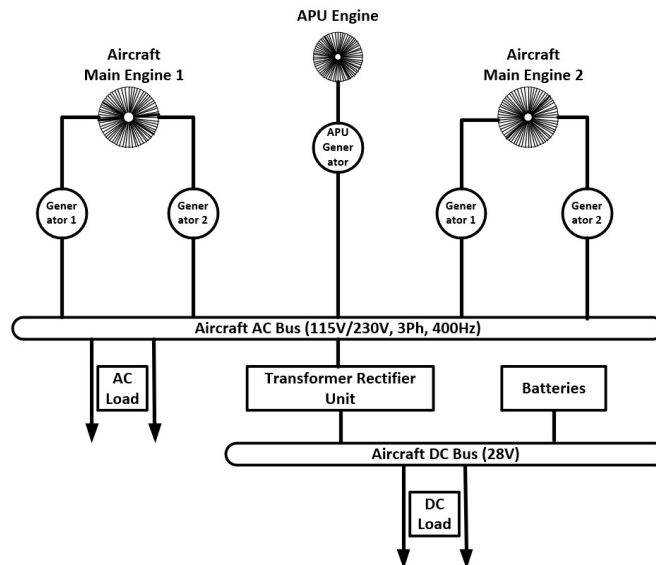 APU Engine
Aircraft
Main Engine 1
Aircraft
Main Engine 2
APU
Gener
ator
Gener
ator 1
Gener
ator 2
Gener
ator 1
Gener
ator 2
Aircraft AC Bus (115V/230V, 3Ph, 400Hz)
AC
Load
Transformer Rectifier
Unit
Batteries
Aircraft DC Bus (28V)
DC
Load